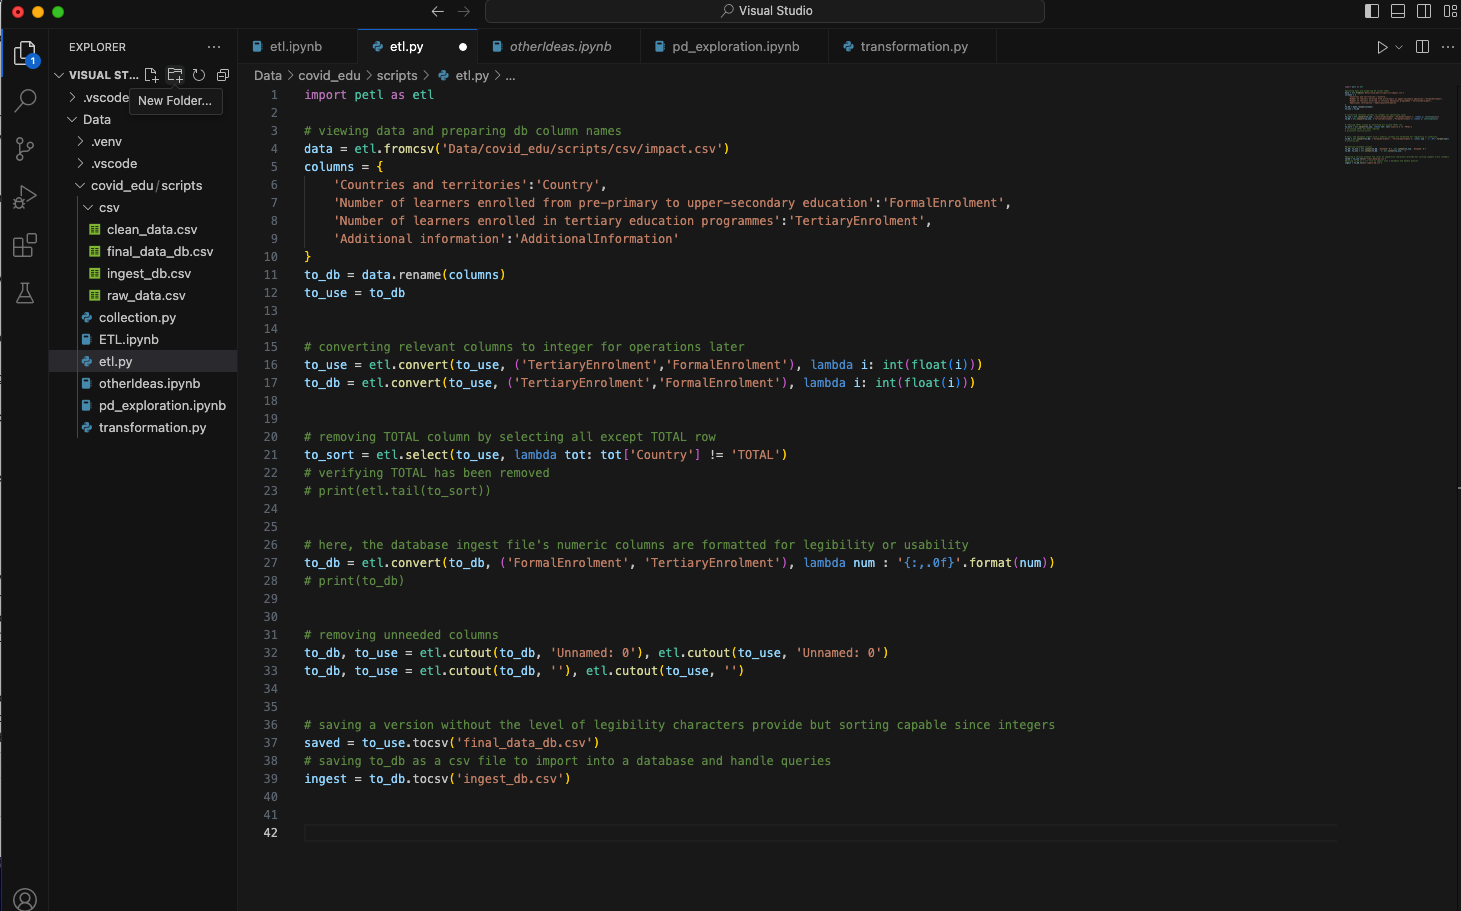 Visual Studio
EXPLORER
VISUAL ST...
New Folder...
.vscode
Data
.venv
.vscode
covid_edu/scripts
csv
clean_data.csv
final_data_db.csv
ingest_db.csv
raw_data.csv
collection.py
ETL.ipynb
etl.py
otherIdeas.ipynb
pd_exploration.ipynb
transformation.py
1
etl.ipynb
etl.py
otherIdeas.ipynb
pd_exploration.ipynb
transformation.py
Data > covid_edu > scripts > etl.py > ...
1 import petl as etl
2
3 # viewing data and preparing db column names
4 data = etl.fromcsv('Data/covid_edu/scripts/csv/impact.csv')
5 columns = {
6 'Countries and territories':'Country',
7 'Number of learners enrolled from pre-primary to upper-secondary education':'FormalEnrolment',
8 'Number of learners enrolled in tertiary education programmes':'TertiaryEnrolment',
9 'Additional information':'AdditionalInformation'
10 }
11 to_db = data.rename(columns)
12 to_use = to_db
13
14
15 # converting relevant columns to integer for operations later
16 to_use = etl.convert(to_use, ('TertiaryEnrolment','FormalEnrolment'), lambda i: int(float(i)))
17 to_db = etl.convert(to_use, ('TertiaryEnrolment','FormalEnrolment'), lambda i: int(float(i)))
18
19
20 # removing TOTAL column by selecting all except TOTAL row
21 to_sort = etl.select(to_use, lambda tot: tot['Country'] != 'TOTAL')
22 # verifying TOTAL has been removed
23 # print(etl.tail(to_sort))
24
25
26 # here, the database ingest file's numeric columns are formatted for legibility or usability
27 to_db = etl.convert(to_db, ('FormalEnrolment', 'TertiaryEnrolment'), lambda num : '{:,.0f}'.format(num))
28 # print(to_db)
29
30
31 # removing unneeded columns
32 to_db, to_use = etl.cutout(to_db, 'Unnamed: 0'), etl.cutout(to_use, 'Unnamed: 0')
33 to_db, to_use = etl.cutout(to_db, ''), etl.cutout(to_use, '')
34
35
36 # saving a version without the level of legibility characters provide but sorting capable since integers
37 saved = to_use.tocsv('final_data_db.csv')
38 # saving to_db as a csv file to import into a database and handle queries
39 ingest = to_db.tocsv('ingest_db.csv')
40
41
42